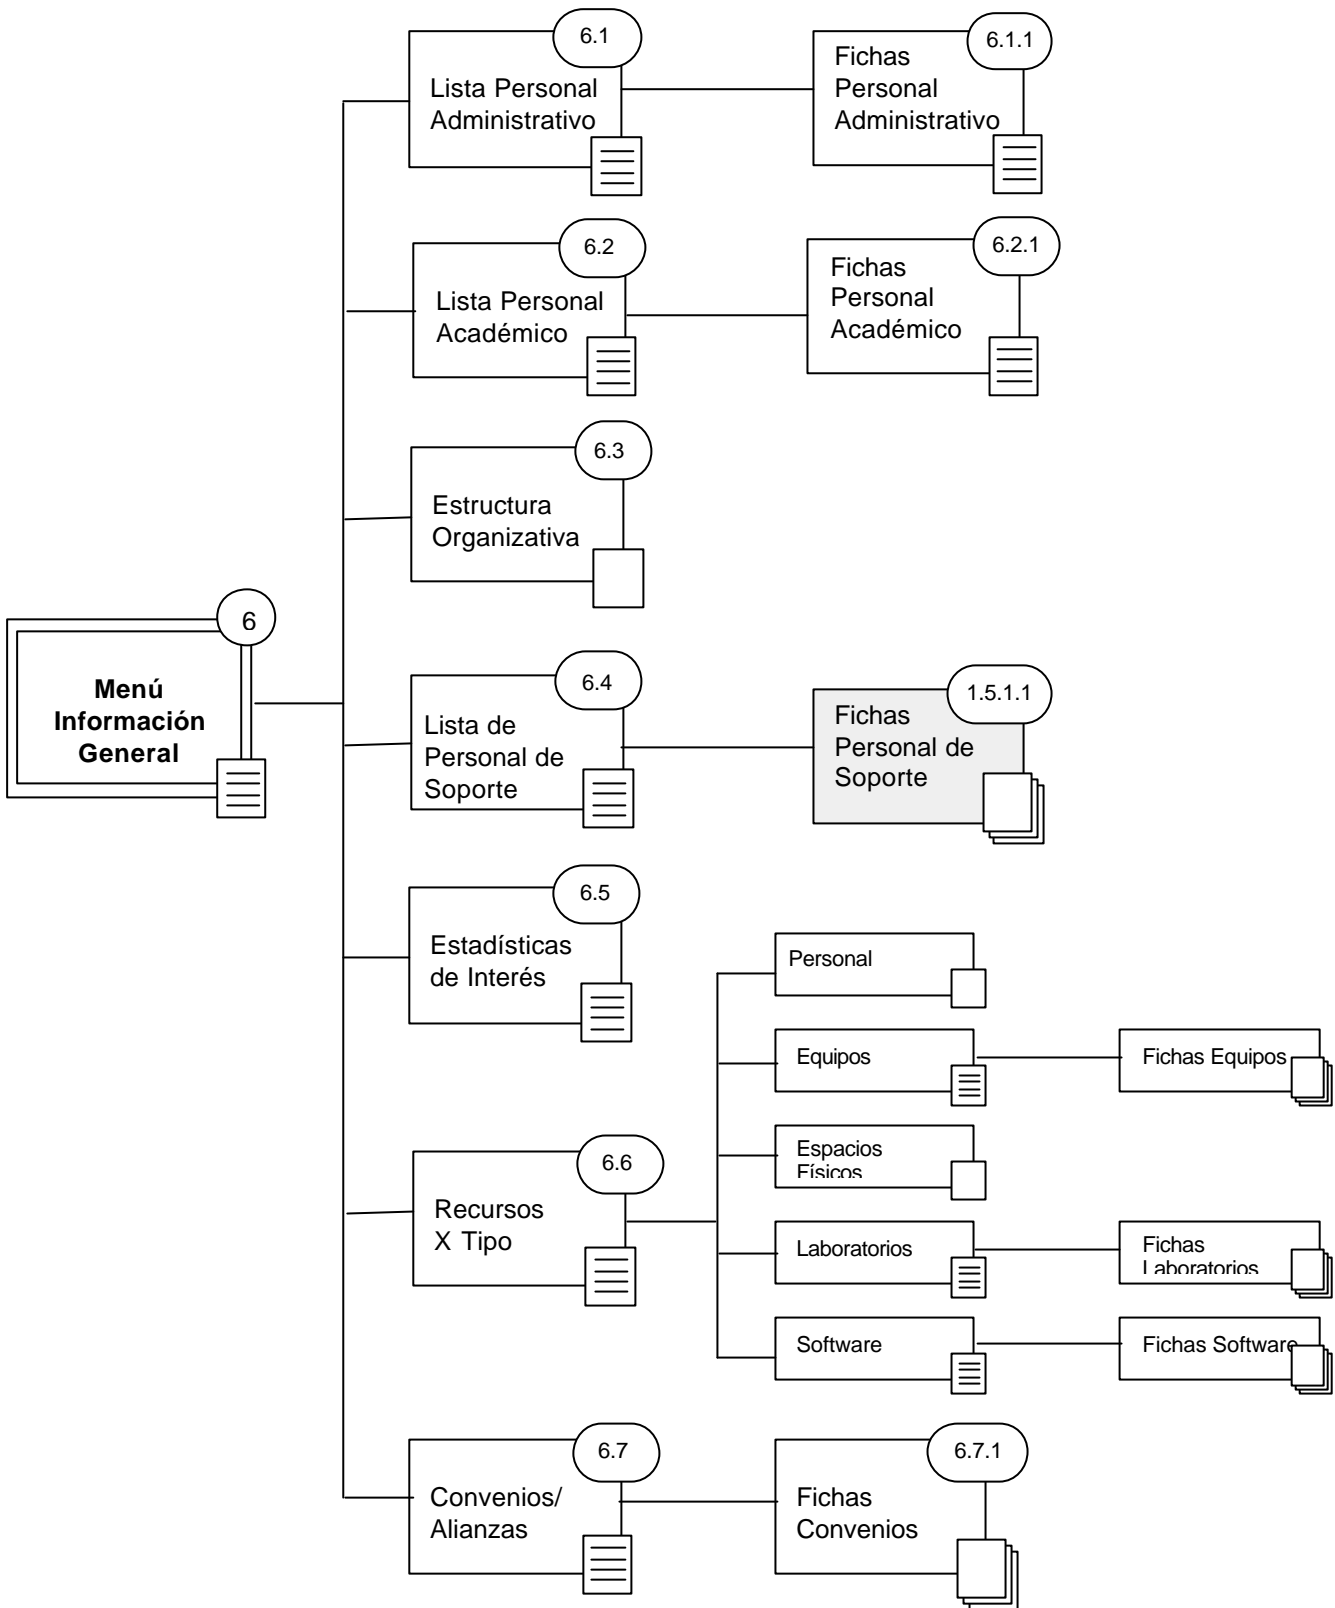 6.1
Lista Personal
Administrativo
6.1.1
Fichas
Personal
Administrativo
6.2
Lista Personal
Académico
6.2.1
Fichas
Personal
Académico
6.3
Estructura
Organizativa
6
Menú
Información
General
6.4
Lista de
Personal de
Soporte
1.5.1.1
Fichas
Personal de
Soporte
6.5
Estadísticas
de Interés
Personal
Equipos
Fichas Equipos
Espacios
Físicos
6.6
Recursos
X Tipo
Laboratorios
Fichas
Laboratorios
Software
Fichas Software
6.7
Convenios/
Alianzas
6.7.1
Fichas
Convenios